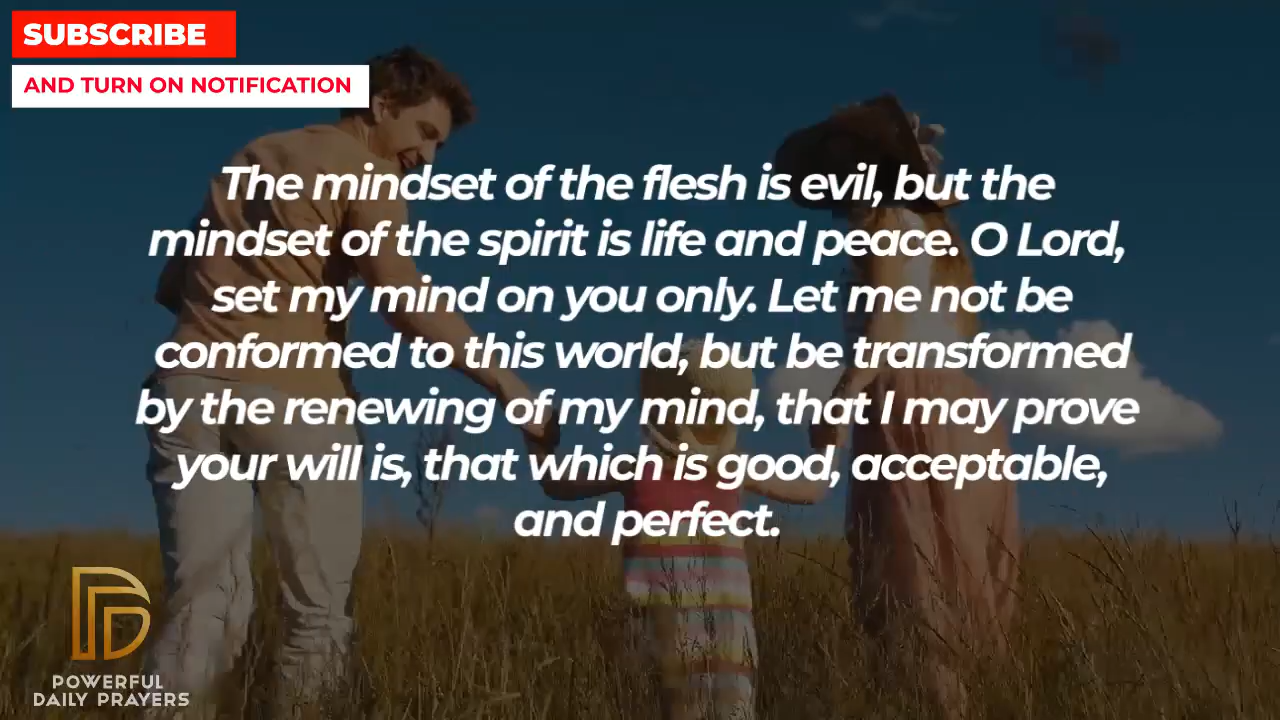 SUBSCRIBE
AND TURN ON NOTIFICATION
The mindset of the flesh is evil, but the
mindset of the spirit is life and peace. O Lord,
set my mind on you only. Let me not be
conformed to this world, but be transformed
by the renewing of my mind, that I may prove
your will is, that which is good, acceptable,
and perfect.
POWERFUL
DAILY PRAYERS